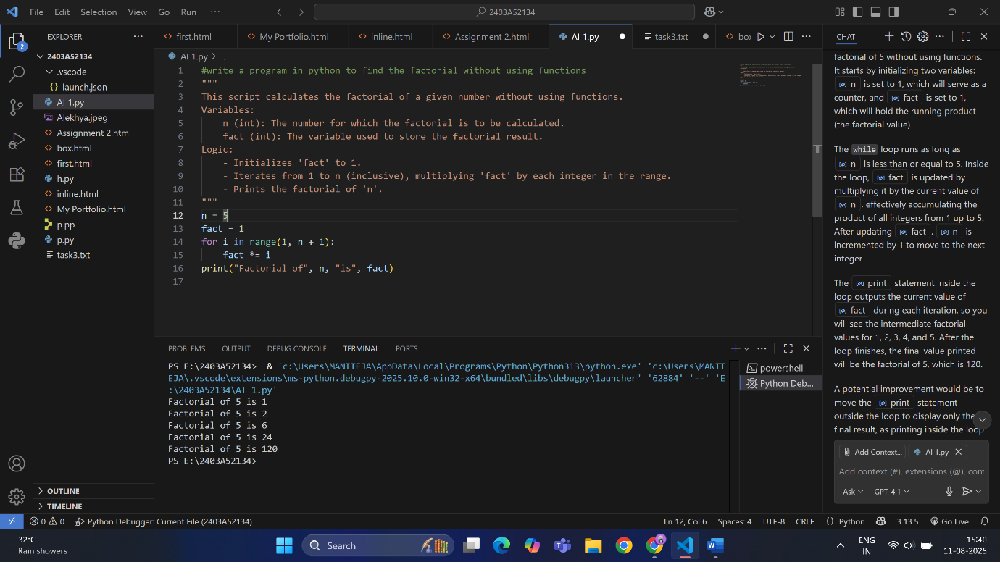 File Edit Selection View Go Run ··· 2403A52134
EXPLORER ···
2403A52134
.vscode
{} launch.json
AI 1.py
Alekhya.jpeg
<> Assignment 2.html
<> box.html
<> first.html
h.py
<> inline.html
<> My Portfolio.html
p.pp
p.py
task3.txt
OUTLINE
TIMELINE
<> first.html <> My Portfolio.html <> inline.html <> Assignment 2.html AI 1.py task3.txt <> bo
AI 1.py > ...
1 #write a program in python to find the factorial without using functions
2 """
3 This script calculates the factorial of a given number without using functions.
4 Variables:
5 n (int): The number for which the factorial is to be calculated.
6 fact (int): The variable used to store the factorial result.
7 Logic:
8 - Initializes 'fact' to 1.
9 - Iterates from 1 to n (inclusive), multiplying 'fact' by each integer in the range.
10 - Prints the factorial of 'n'.
11 """
12 n = 5
13 fact = 1
14 for i in range(1, n + 1):
15 fact *= i
16 print("Factorial of", n, "is", fact)
17
PROBLEMS OUTPUT DEBUG CONSOLE TERMINAL PORTS
PS E:\2403A52134> & 'c:\Users\MANITEJA\AppData\Local\Programs\Python\Python313\python.exe' 'c:\Users\MANIT
EJA\.vscode\extensions\ms-python.debugpy-2025.10.0-win32-x64\bundled\libs\debugpy\launcher' '62884' '--' 'E
:\2403A52134\AI 1.py'
Factorial of 5 is 1
Factorial of 5 is 2
Factorial of 5 is 6
Factorial of 5 is 24
Factorial of 5 is 120
PS E:\2403A52134>
powershell
Python Deb...
CHAT
factorial of 5 without using functions.
It starts by initializing two variables:
n is set to 1, which will serve as a
counter, and fact is set to 1,
which will hold the running product
(the factorial value).
The while loop runs as long as
n is less than or equal to 5. Inside
the loop, fact is updated by
multiplying it by the current value of
n , effectively accumulating the
product of all integers from 1 up to 5.
After updating fact , n is
incremented by 1 to move to the next
integer.
The print statement inside the
loop outputs the current value of
fact during each iteration, so you
will see the intermediate factorial
values for 1, 2, 3, 4, and 5. After the
loop finishes, the final value printed
will be the factorial of 5, which is 120.
A potential improvement would be to
move the print statement
outside the loop to display only the
final result, as printing inside the loop
Add Context... AI 1.py
Add context (#), extensions (@), com
Ask GPT-4.1
0 0 Python Debugger: Current File (2403A52134) Ln 12, Col 6 Spaces: 4 UTF-8 CRLF {} Python 3.13.5 Go Live
32°C
Rain showers
Search
ENG
IN
15:40
11-08-2025